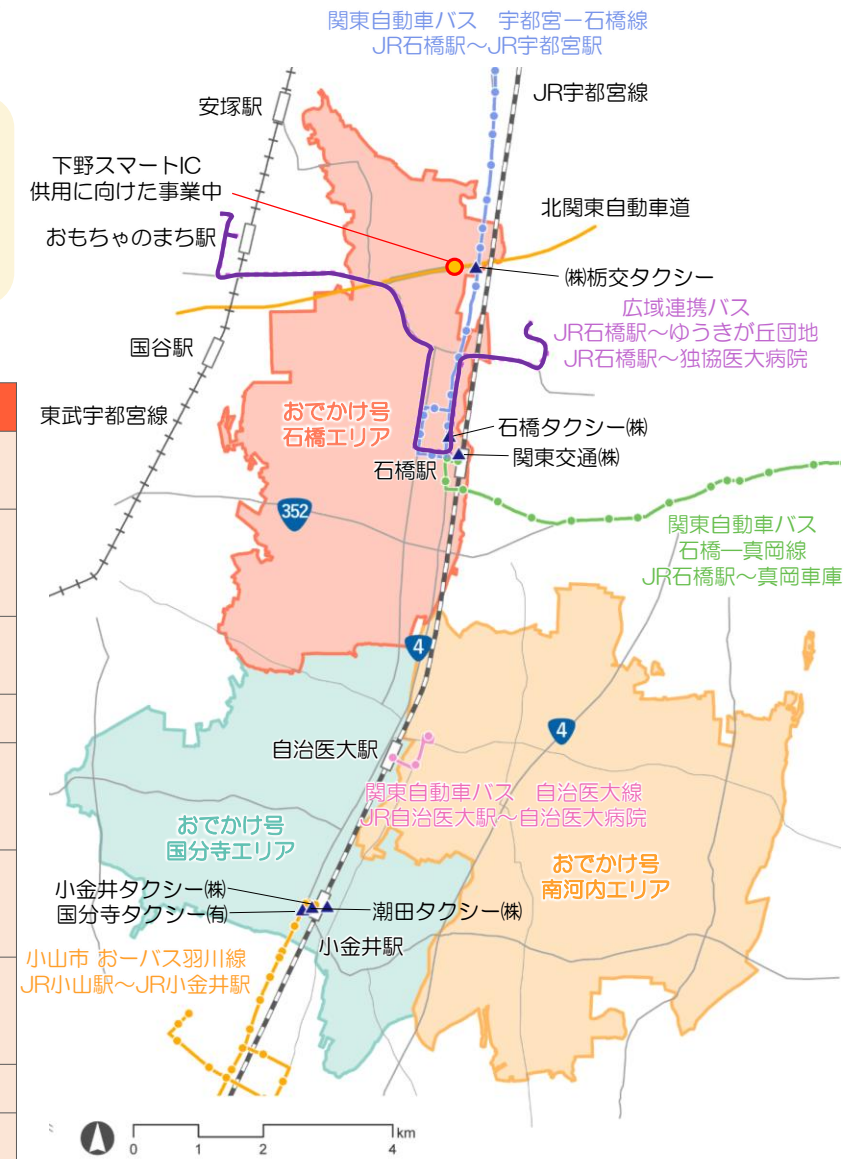 関東自動車バス　宇都宮－石橋線
JR石橋駅～JR宇都宮駅
JR宇都宮線
安塚駅
下野スマートIC
供用に向けた事業中
北関東自動車道
おもちゃのまち駅
㈱栃交タクシー
広域連携バス
JR石橋駅～ゆうきが丘団地
JR石橋駅～独協医大病院
国谷駅
東武宇都宮線
おでかけ号
石橋エリア
石橋タクシー㈱
関東交通㈱
石橋駅
352
関東自動車バス
石橋―真岡線
JR石橋駅～真岡車庫
4
4
自治医大駅
関東自動車バス　自治医大線
JR自治医大駅～自治医大病院
おでかけ号
国分寺エリア
おでかけ号
南河内エリア
小金井タクシー㈱
国分寺タクシー㈲
潮田タクシー㈱
小金井駅
小山市 おーバス羽川線
JR小山駅～JR小金井駅
km
0 1 2 4